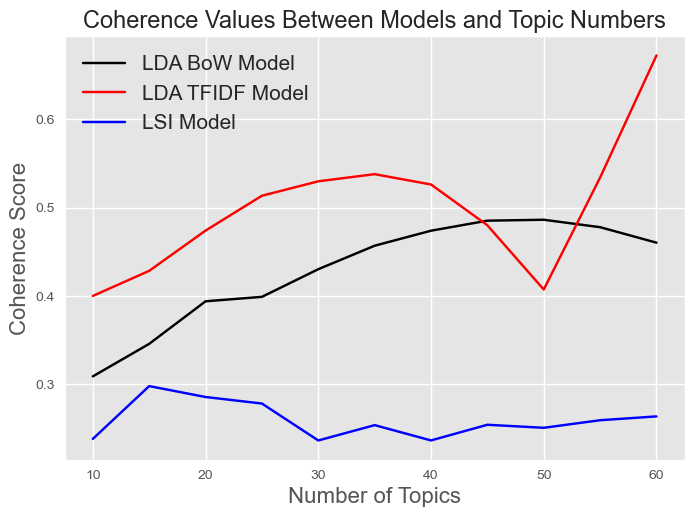 Coherence Values Between Models and Topic Numbers
LDA BoW Model
LDA TFIDF Model
LSI Model
0.6
0.5
0.4
0.3
Coherence Score
10 20 30 40 50 60
Number of Topics